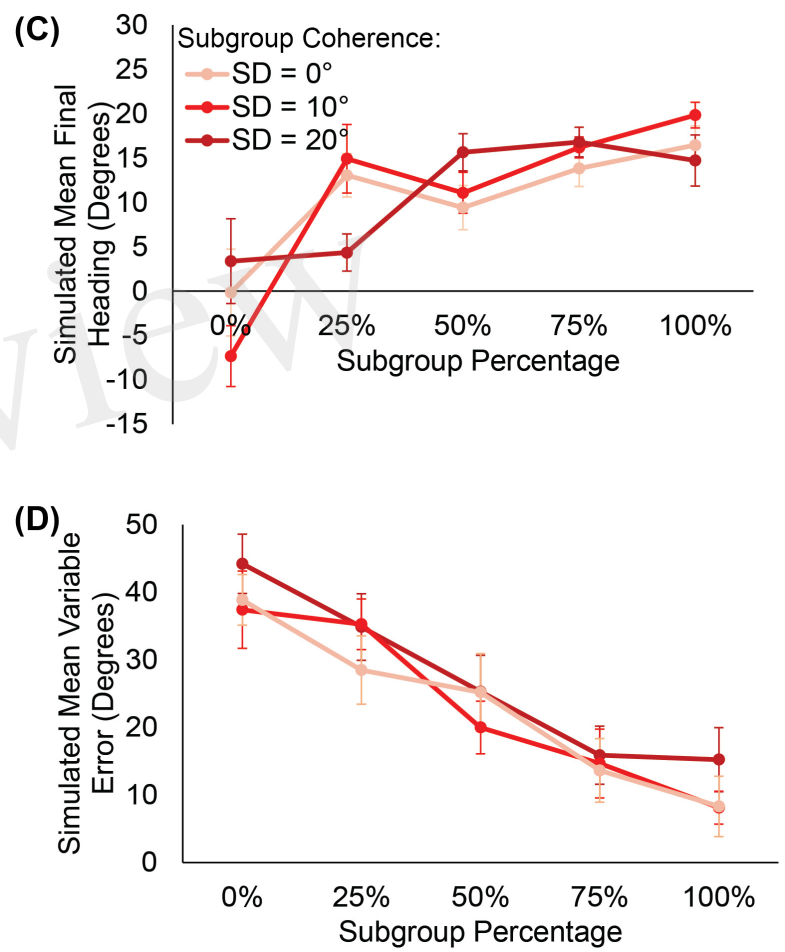 (C)
30
25
20
15
10
5
0
-5
-10
-15
Simulated Mean Final
Heading (Degrees)
Subgroup Coherence:
SD = 0°
SD = 10°
SD = 20°
0% 25% 50% 75% 100%
Subgroup Percentage
view
(D)
50
40
30
20
10
0
Simulated Mean Variable
Error (Degrees)
0% 25% 50% 75% 100%
Subgroup Percentage